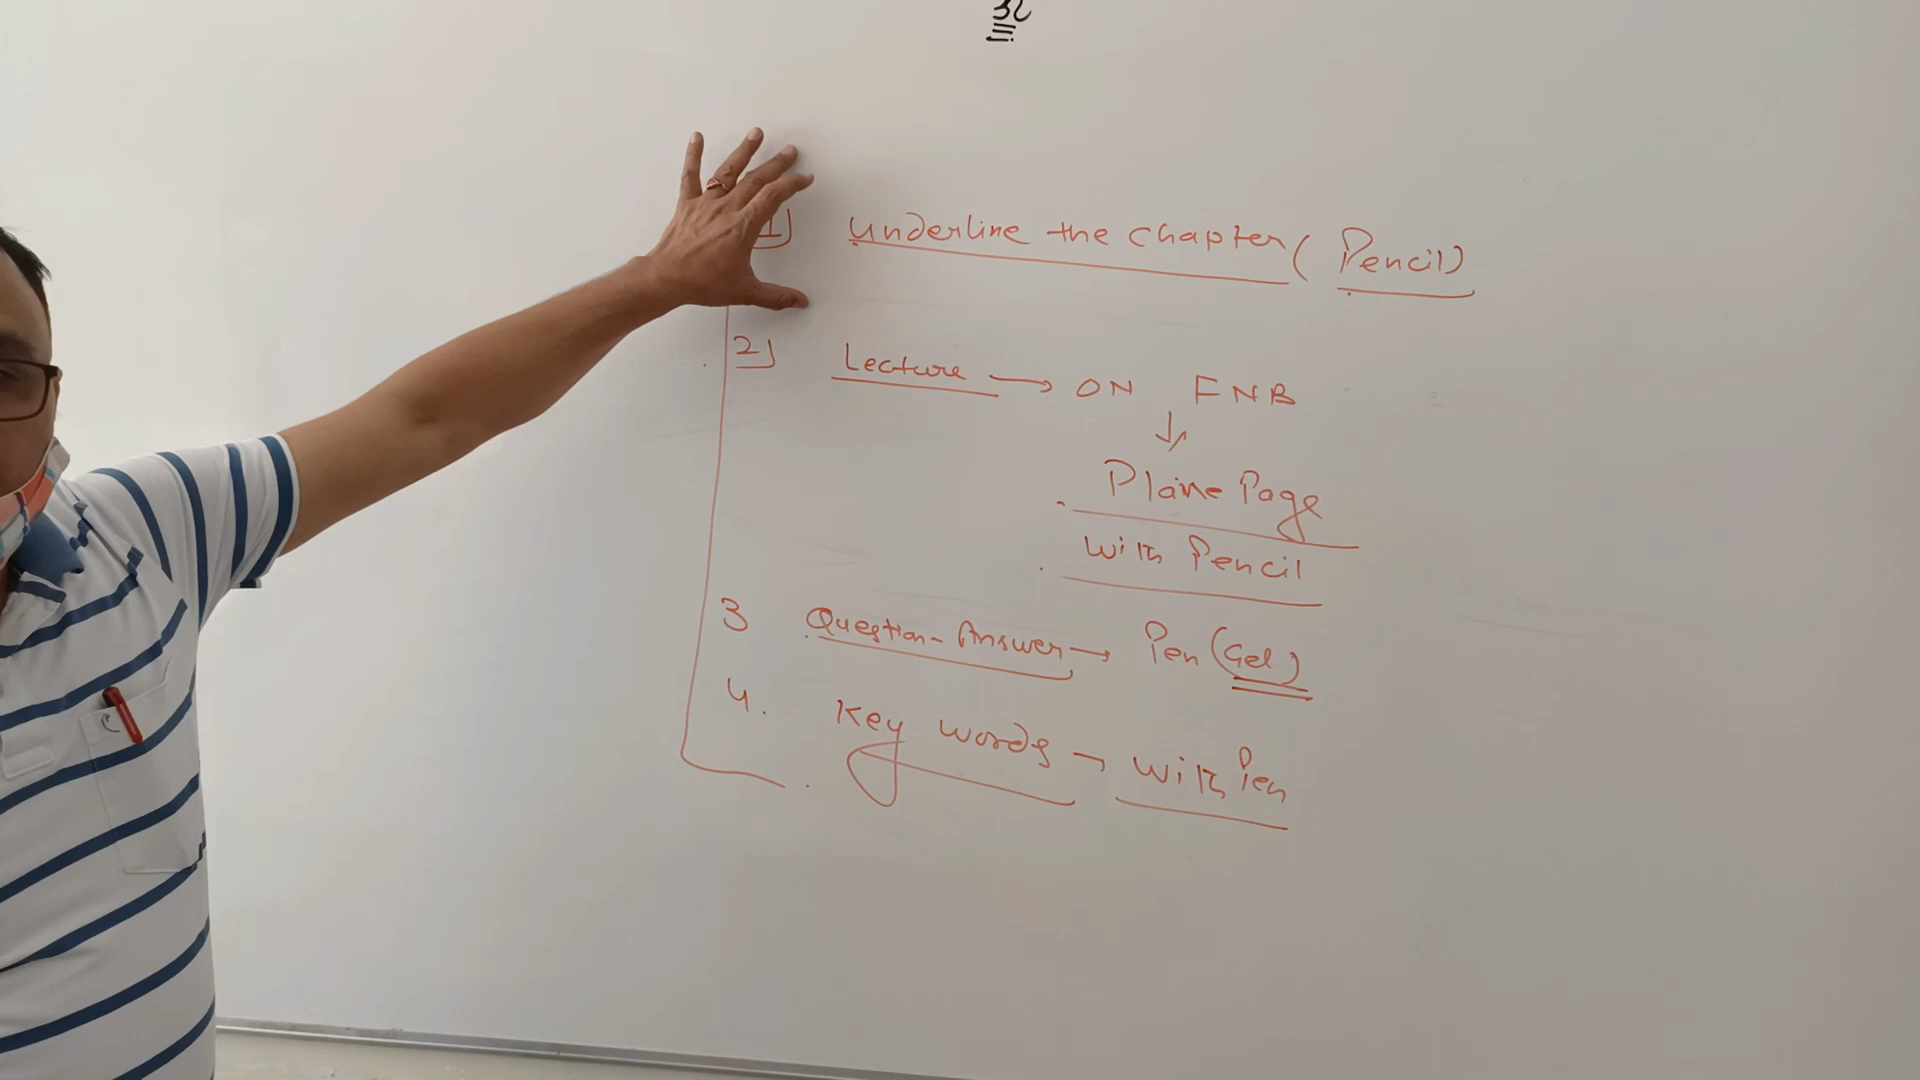 1) Underline the chapter (Pencil)
2) Lecture → ON FNB
↓
Plane Page
with Pencil
3 Question-Answer → Pen (Gel)
4. Key words → with Pen